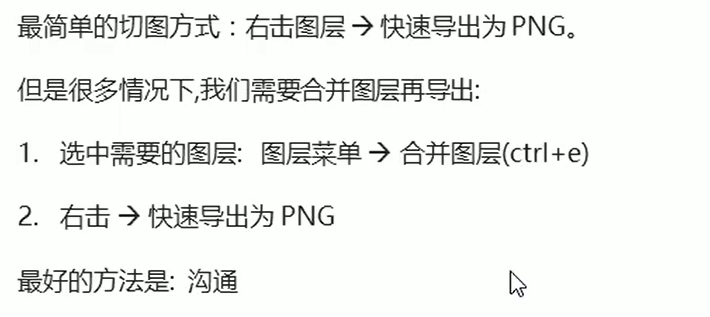 最简单的切图方式：右击图层 → 快速导出为 PNG。
但是很多情况下,我们需要合并图层再导出:
1. 选中需要的图层: 图层菜单 → 合并图层(ctrl+e)
2. 右击 → 快速导出为 PNG
最好的方法是: 沟通